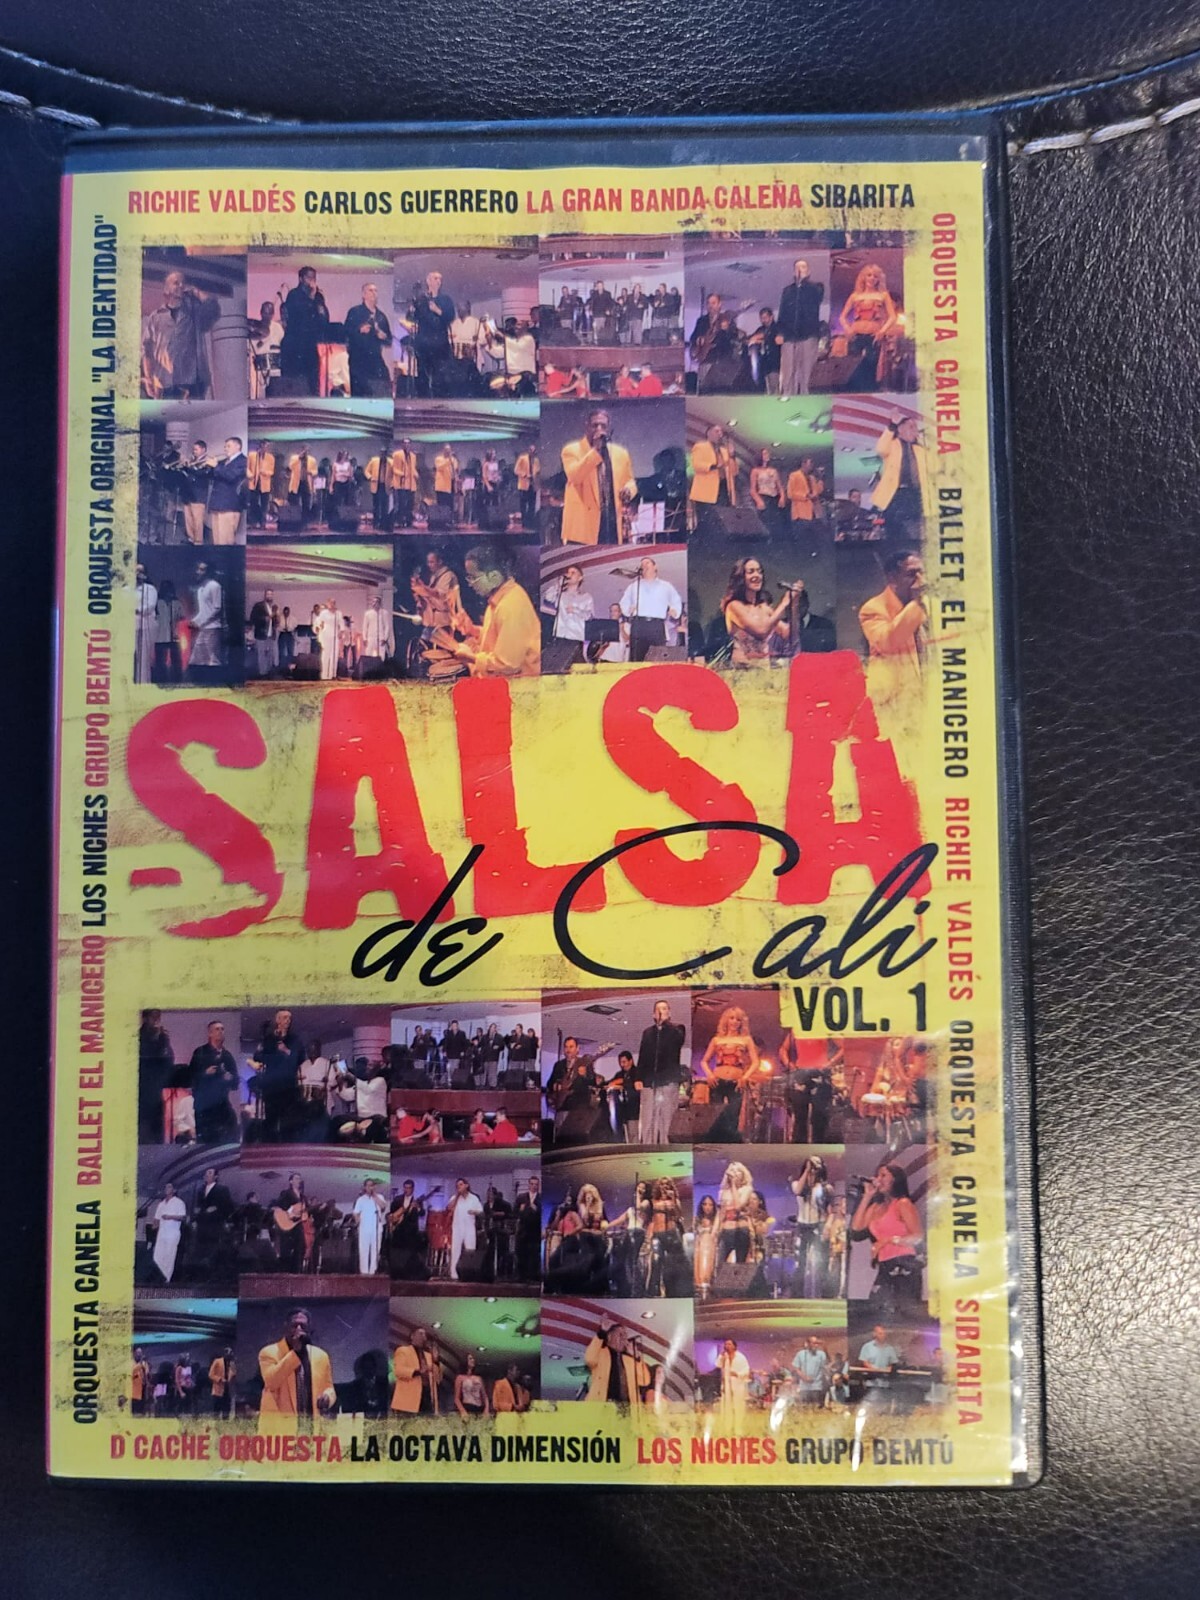 RICHIE VALDÉS CARLOS GUERRERO LA GRAN BANDA CALEÑA SIBARITA
ORQUESTA CANELA BALLET EL MANICERO LOS NICHES GRUPO BEMTÚ ORQUESTA ORIGINAL "LA IDENTIDAD"
ORQUESTA CANELA BALLET EL MANICERO RICHIE VALDÉS ORQUESTA CANELA SIBARITA
SALSA
de Cali
VOL. 1
D'CACHÉ ORQUESTA LA OCTAVA DIMENSIÓN LOS NICHES GRUPO BEMTÚ